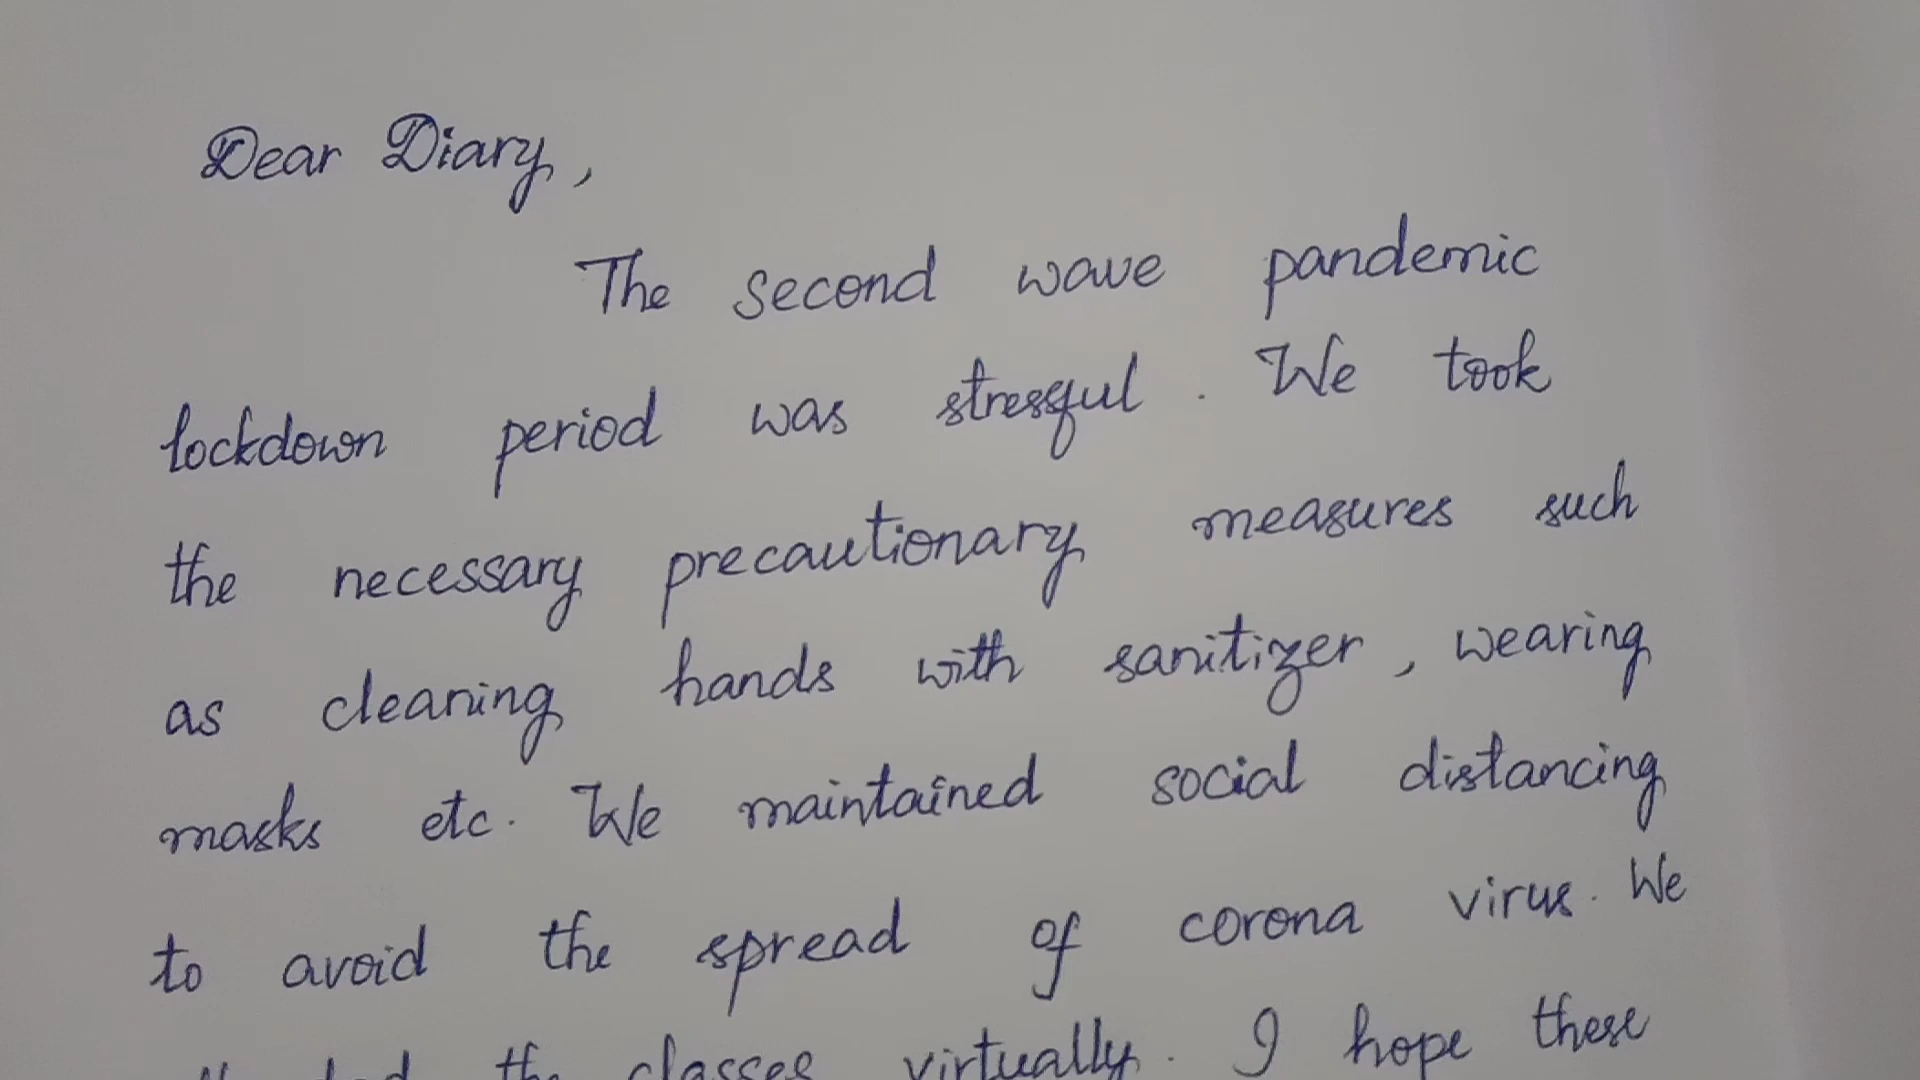 Dear Diary,
The second wave pandemic
lockdown period was stressful. We took
the necessary precautionary measures such
as cleaning hands with sanitizer, wearing
masks etc. We maintained social distancing
to avoid the spread of corona virus. We
the classes virtually. I hope these